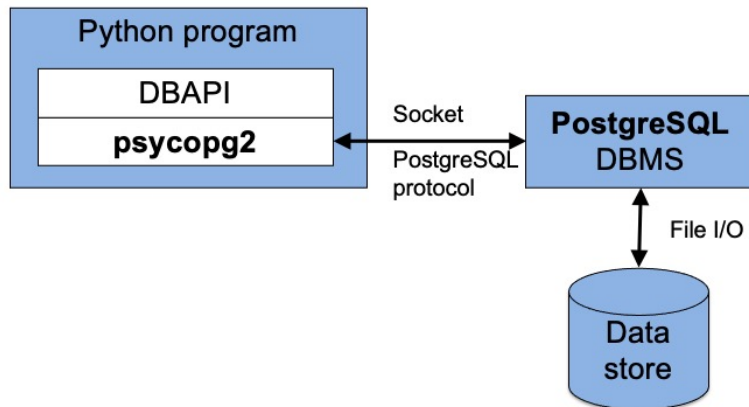 Python program
DBAPI
psycopg2
Socket
PostgreSQL
protocol
PostgreSQL
DBMS
File I/O
Data
store